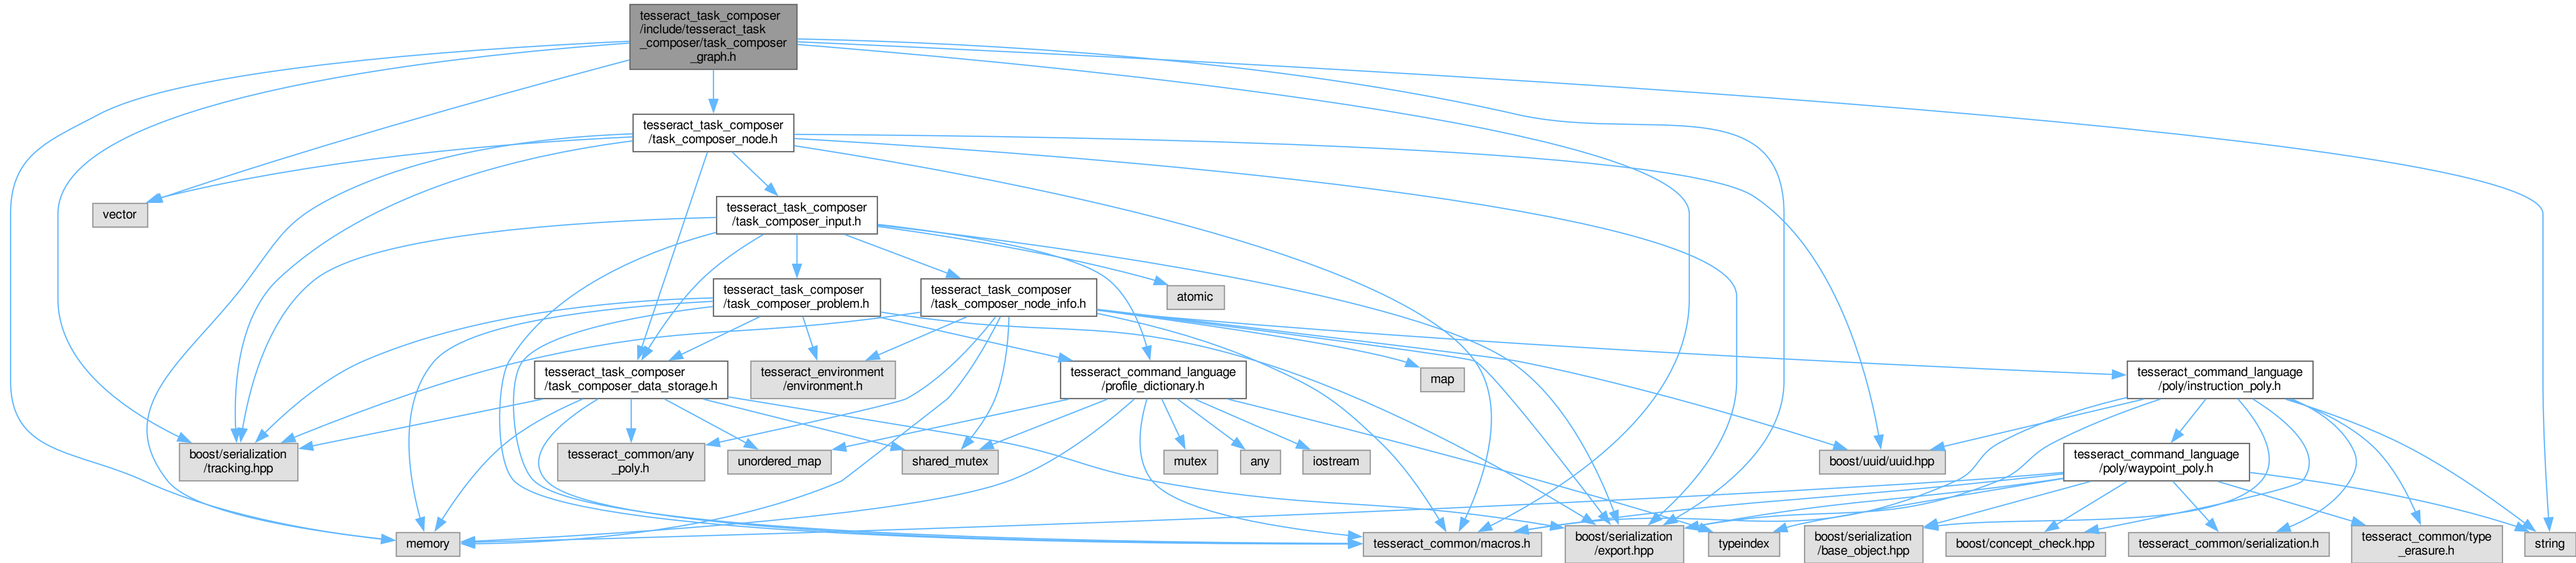 tesseract_task_composer
/include/tesseract_task
_composer/task_composer
_graph.h
tesseract_task_composer
/task_composer_node.h
vector
tesseract_task_composer
/task_composer_input.h
tesseract_task_composer
/task_composer_problem.h
tesseract_task_composer
/task_composer_node_info.h
atomic
tesseract_task_composer
/task_composer_data_storage.h
tesseract_environment
/environment.h
tesseract_command_language
/profile_dictionary.h
map
tesseract_command_language
/poly/instruction_poly.h
boost/serialization
/tracking.hpp
tesseract_common/any
_poly.h
unordered_map
shared_mutex
mutex
any
iostream
boost/uuid/uuid.hpp
tesseract_command_language
/poly/waypoint_poly.h
memory
tesseract_common/macros.h
boost/serialization
/export.hpp
typeindex
boost/serialization
/base_object.hpp
boost/concept_check.hpp
tesseract_common/serialization.h
tesseract_common/type
_erasure.h
string